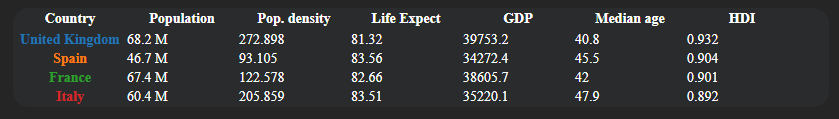 Country Population Pop. density Life Expect GDP Median age HDI
United Kingdom 68.2 M 272.898 81.32 39753.2 40.8 0.932
Spain 46.7 M 93.105 83.56 34272.4 45.5 0.904
France 67.4 M 122.578 82.66 38605.7 42 0.901
Italy 60.4 M 205.859 83.51 35220.1 47.9 0.892